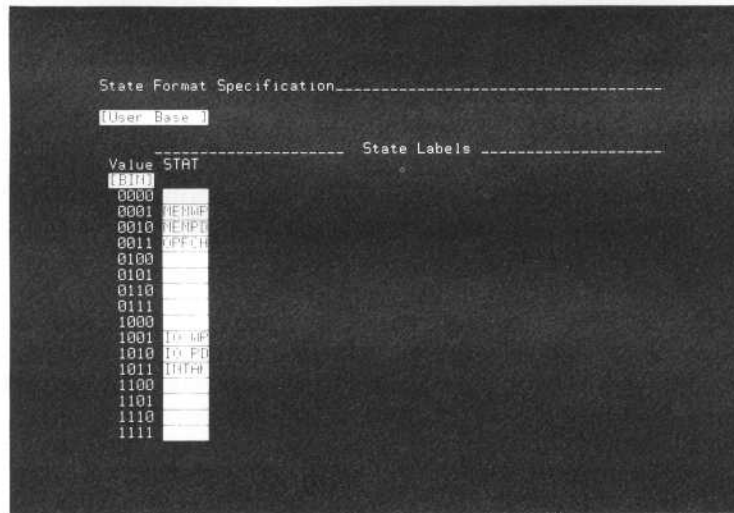 State Format Specification
[User Base ]
State Labels
Value STAT
[BIN]
0000
0001 MEMWR
0010 MEMRD
0011 OPFCH
0100
0101
0110
0111
1000
1001 IO WR
1010 IO RD
1011 INTAK
1100
1101
1110
1111